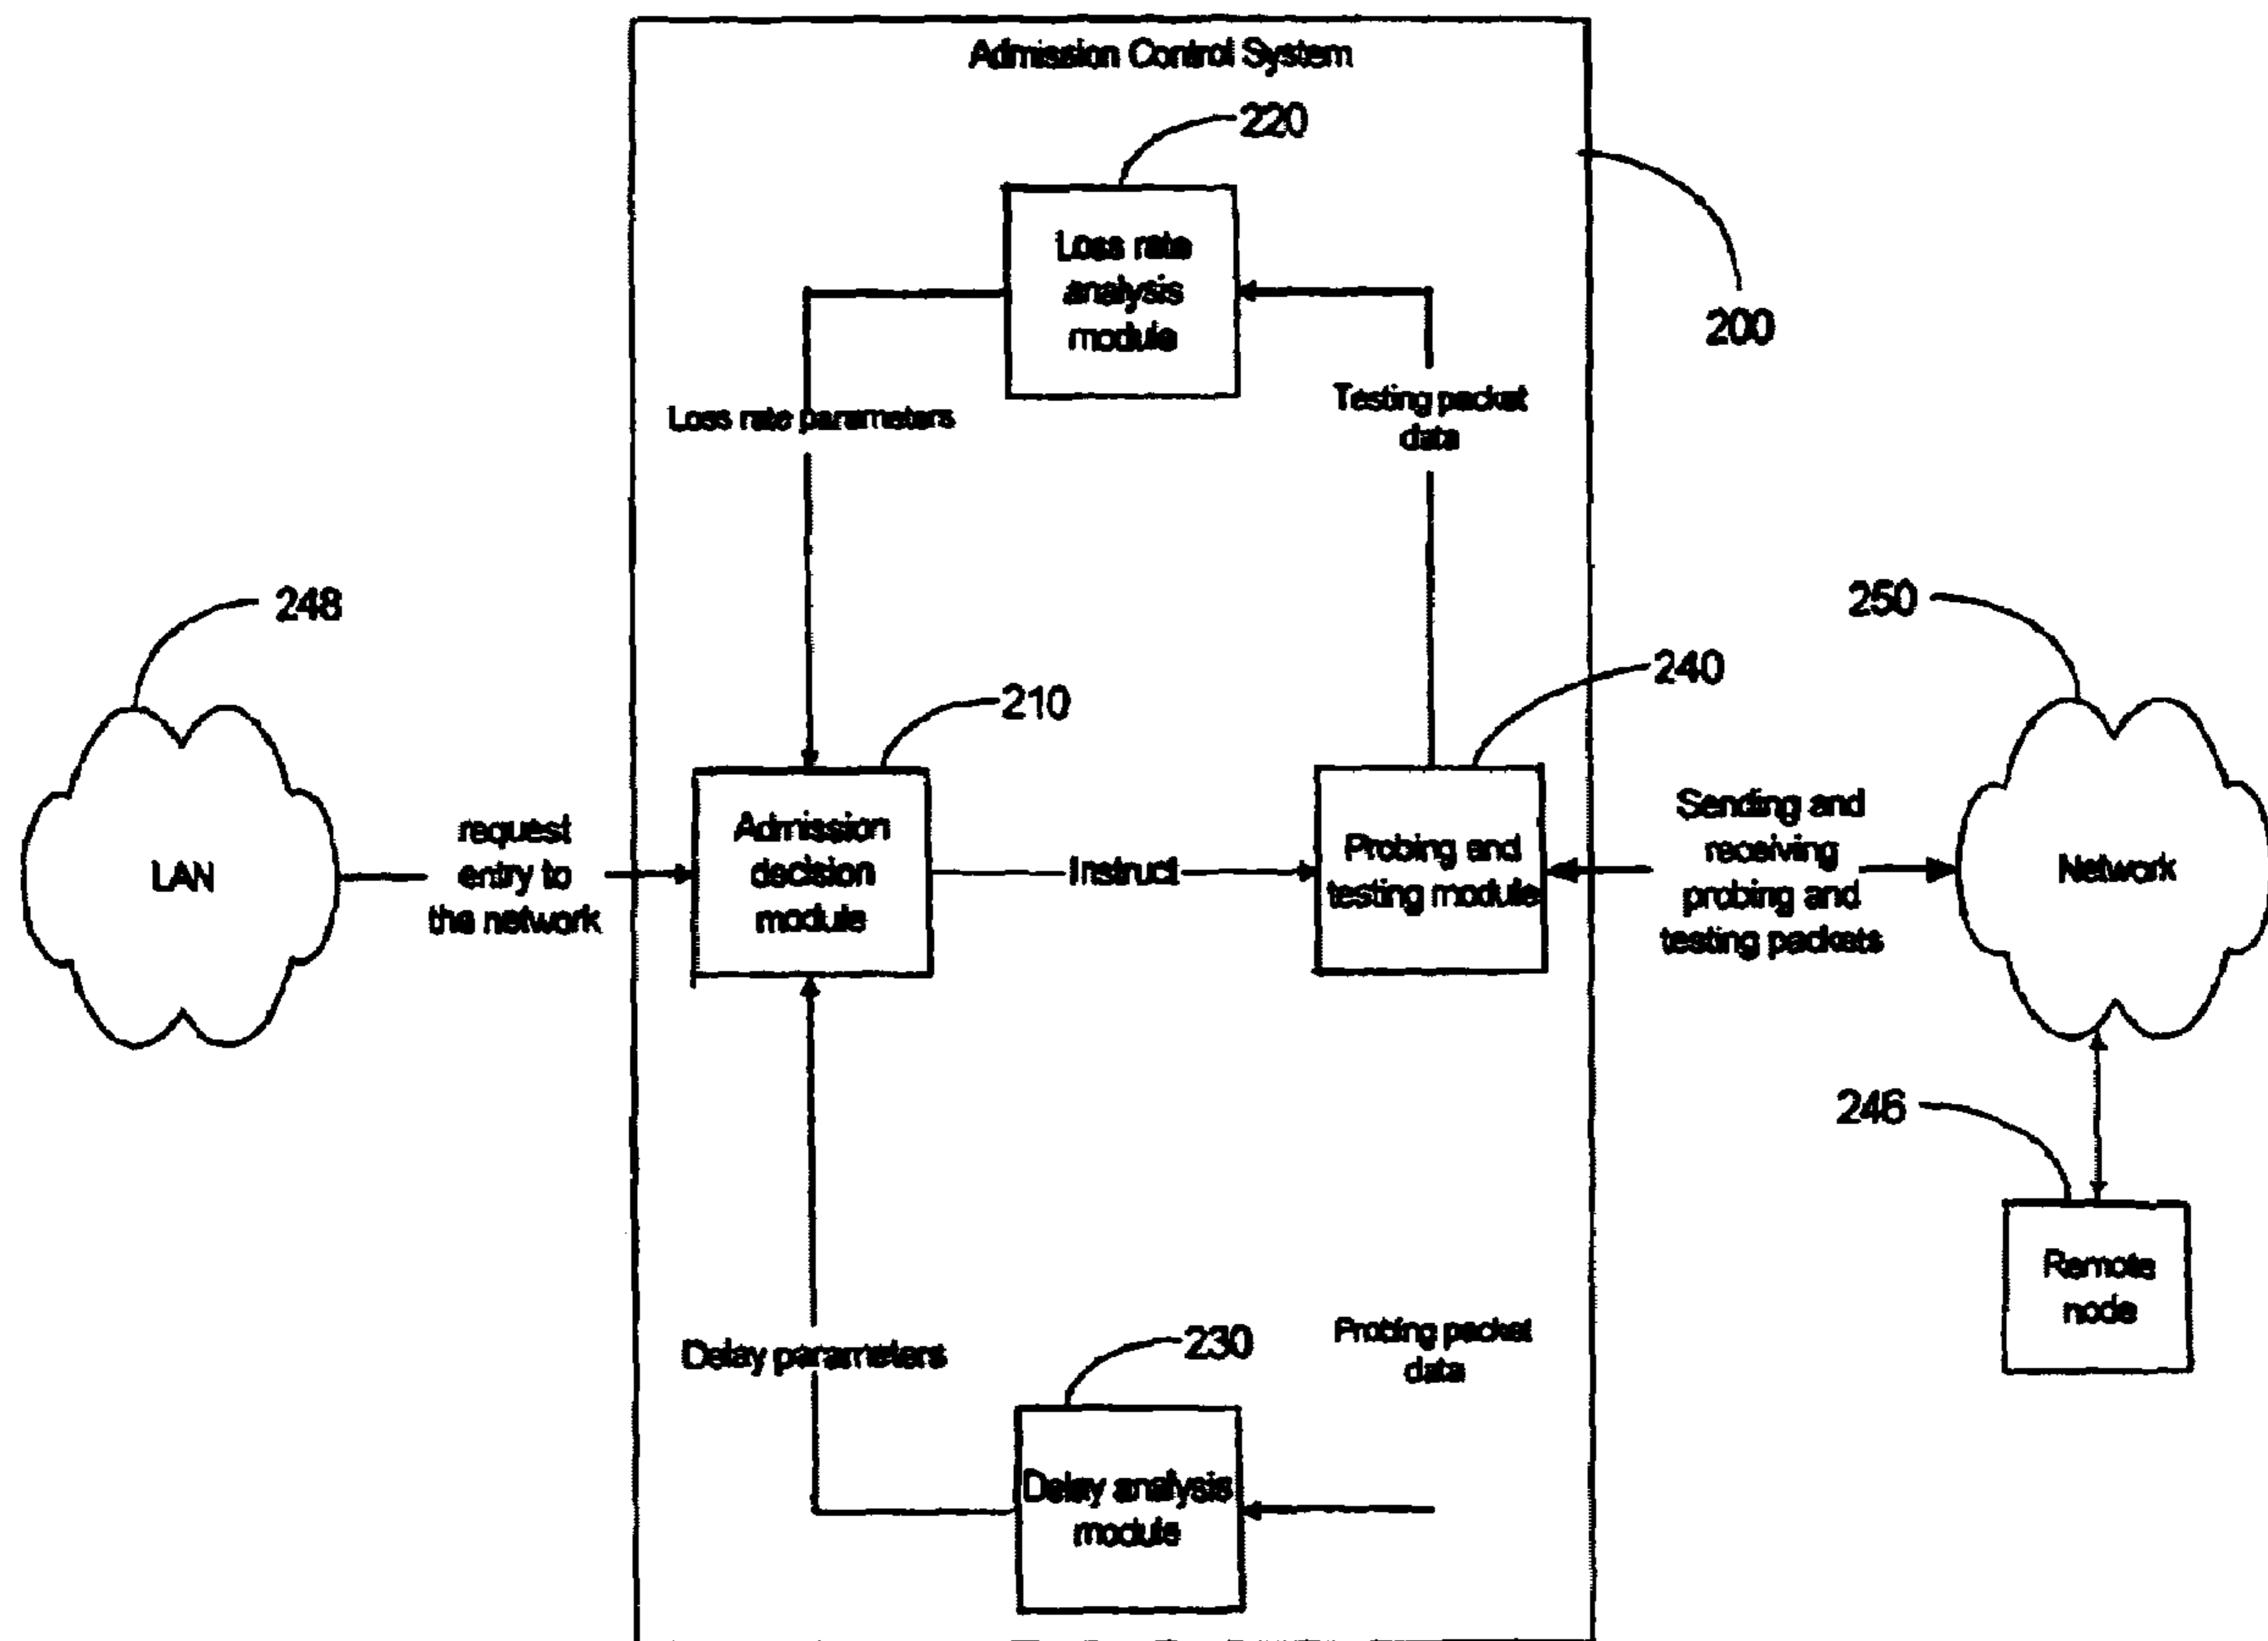 Admission Control System
220
Loss rate
analysis
module
200
Loss rate parameters
Testing packet
data
248
250
240
210
LAN
request
entry to
the network
Admission
decision
module
Instruct
Probing and
testing module
Sending and
receiving
probing and
testing packets
Network
246
Remote
node
Delay parameters
230
Probing packet
data
Delay analysis
module